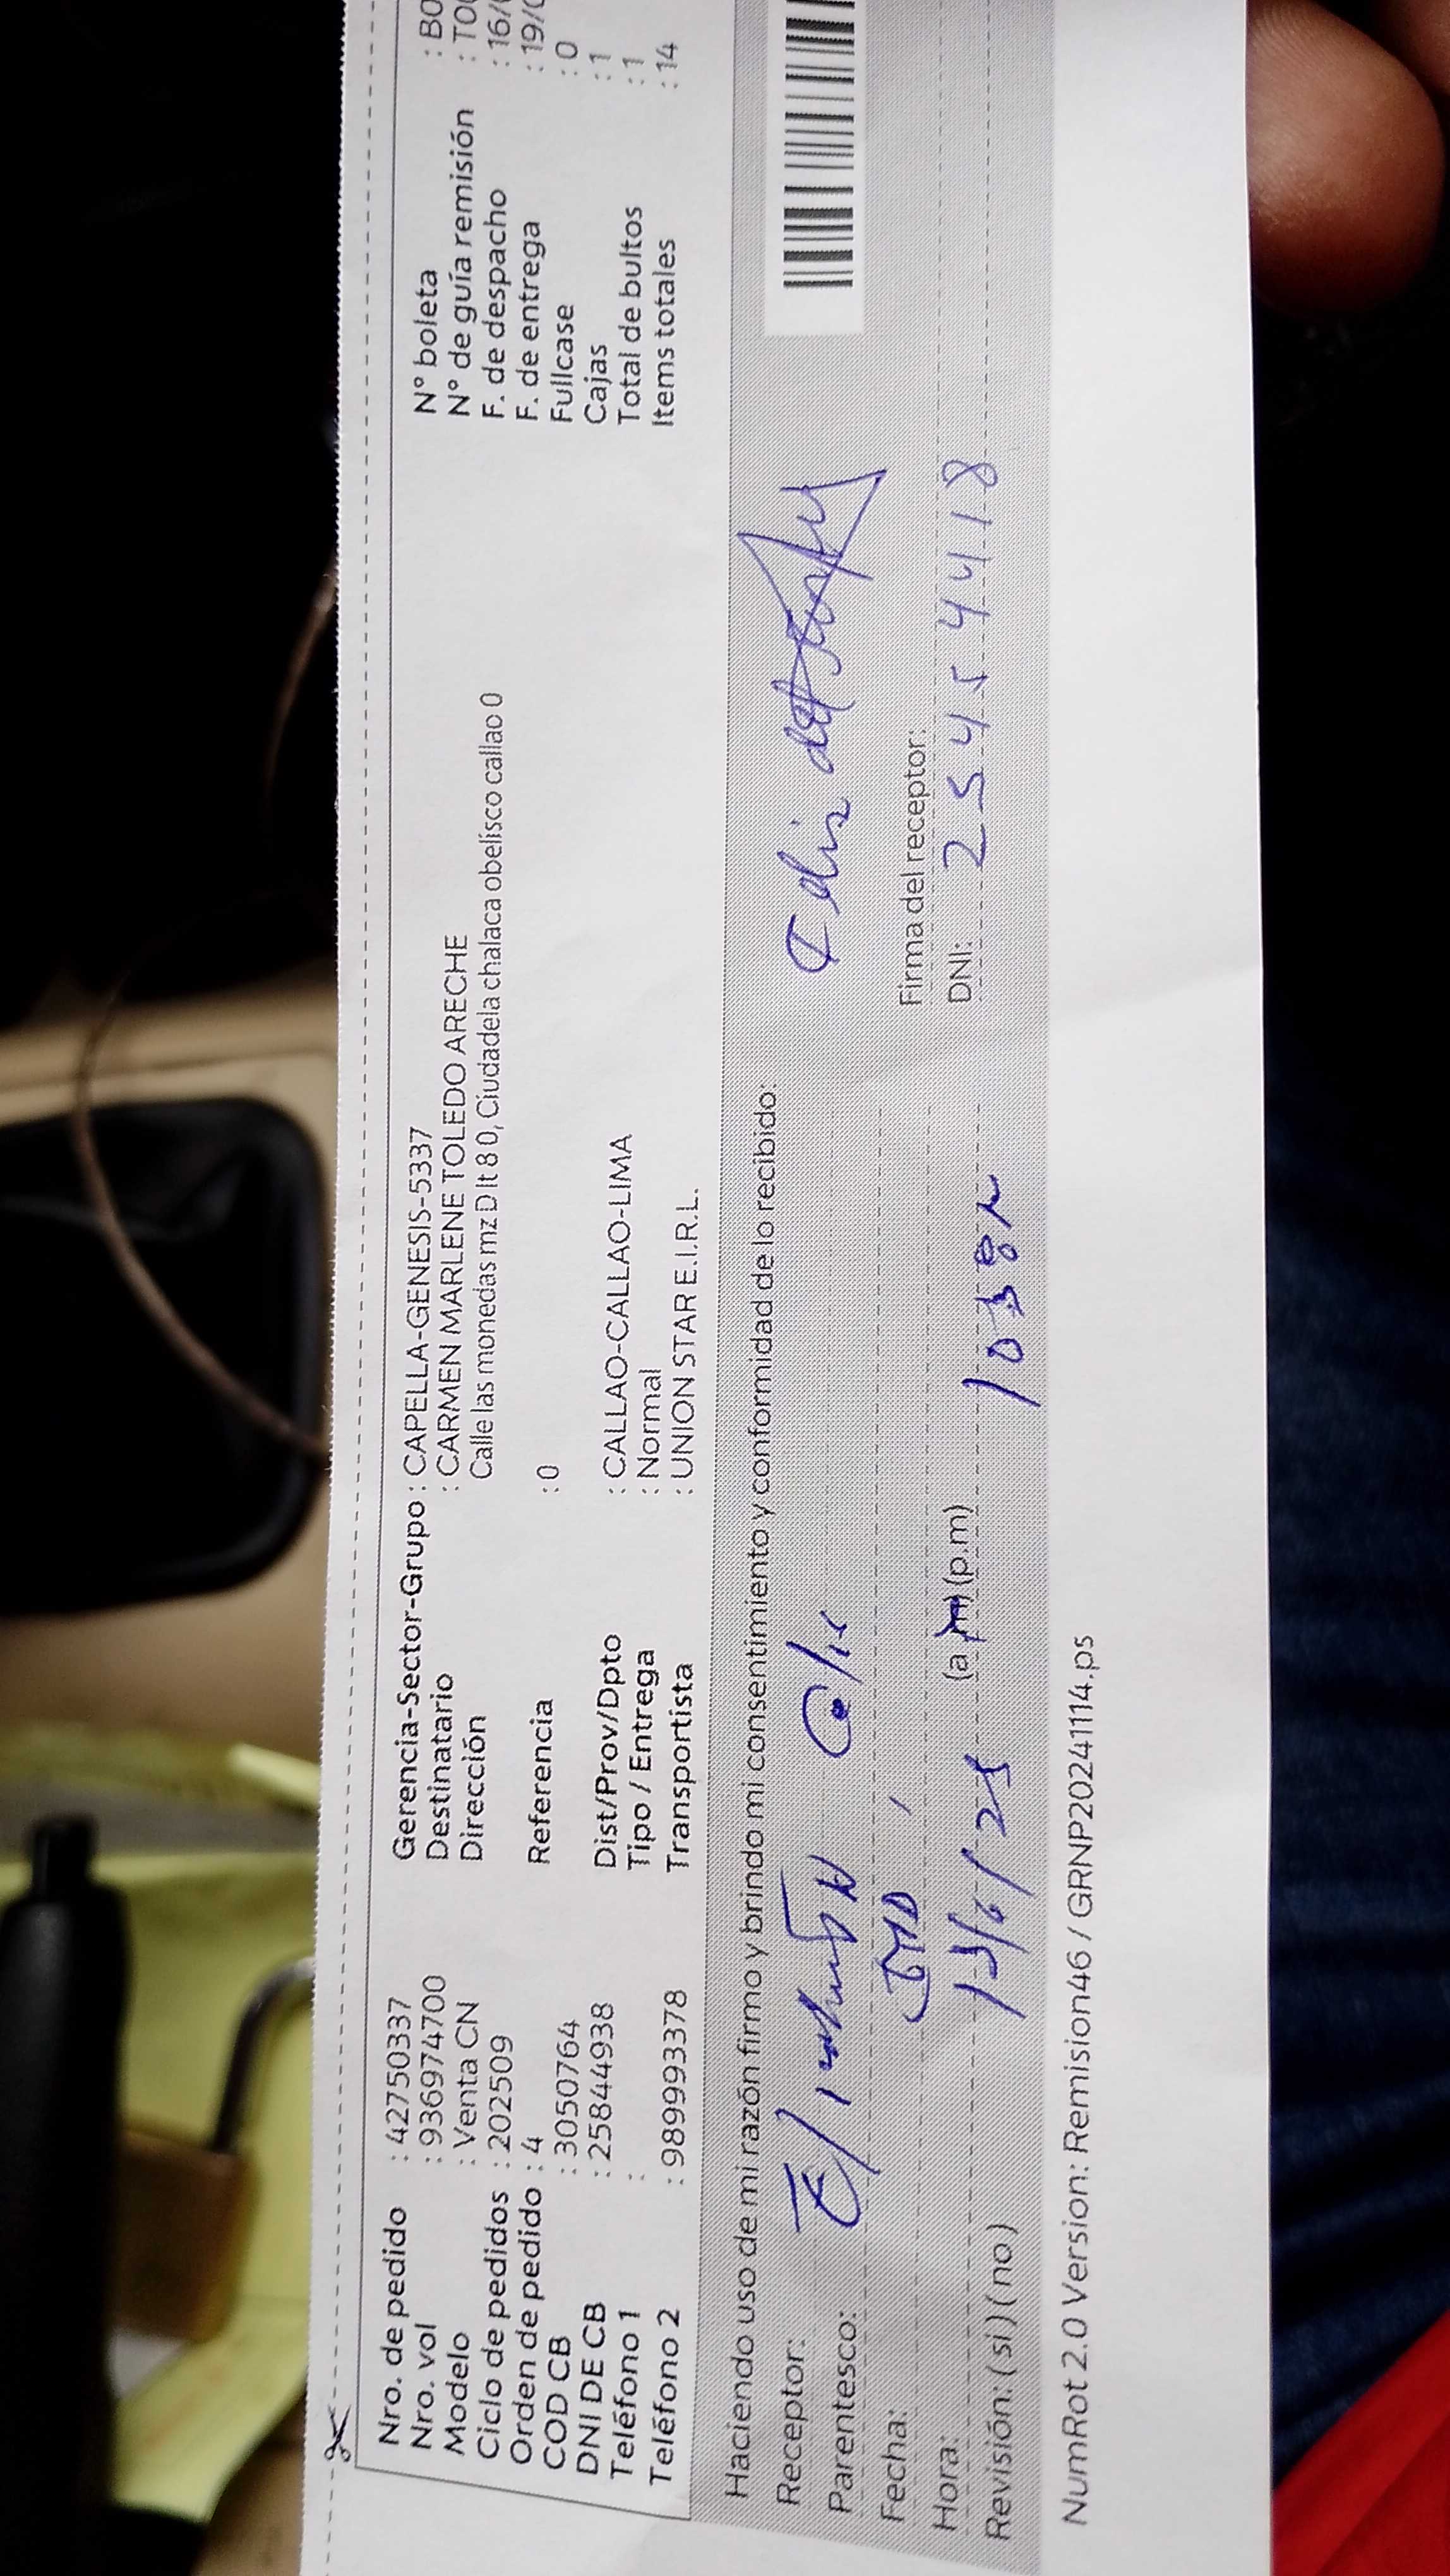 Nro. de pedido : 42750337
Nro. vol : 936974700
Modelo : Venta CN
Ciclo de pedidos : 202509
Orden de pedido : 4
COD CB : 3050764
DNI DE CB : 25844938
Teléfono 1 :
Teléfono 2 : 989993378
Gerencia-Sector-Grupo : CAPELLA-GENESIS-5337
Destinatario : CARMEN MARLENE TOLEDO ARECHE
Dirección Calle las monedas mz D lt 8 0, Ciudadela chalaca obelisco callao 0
Referencia : 0
Dist/Prov/Dpto : CALLAO-CALLAO-LIMA
Tipo / Entrega : Normal
Transportista : UNION STAR E.I.R.L.
N° boleta : B0
N° de guía remisión : T0
F. de despacho : 16/
F. de entrega : 19/
Fullcase : 0
Cajas : 1
Total de bultos : 1
Items totales : 14
Haciendo uso de mi razón firmo y brindo mi consentimiento y conformidad de lo recibido:
Receptor:
Parentesco:
Fecha:
Hora: (a.m)(p.m)
Revisión: (si) (no)
Firma del receptor:
DNI: 25454418
NumRot 2.0 Version: Remision46 / GRNP20241114.ps